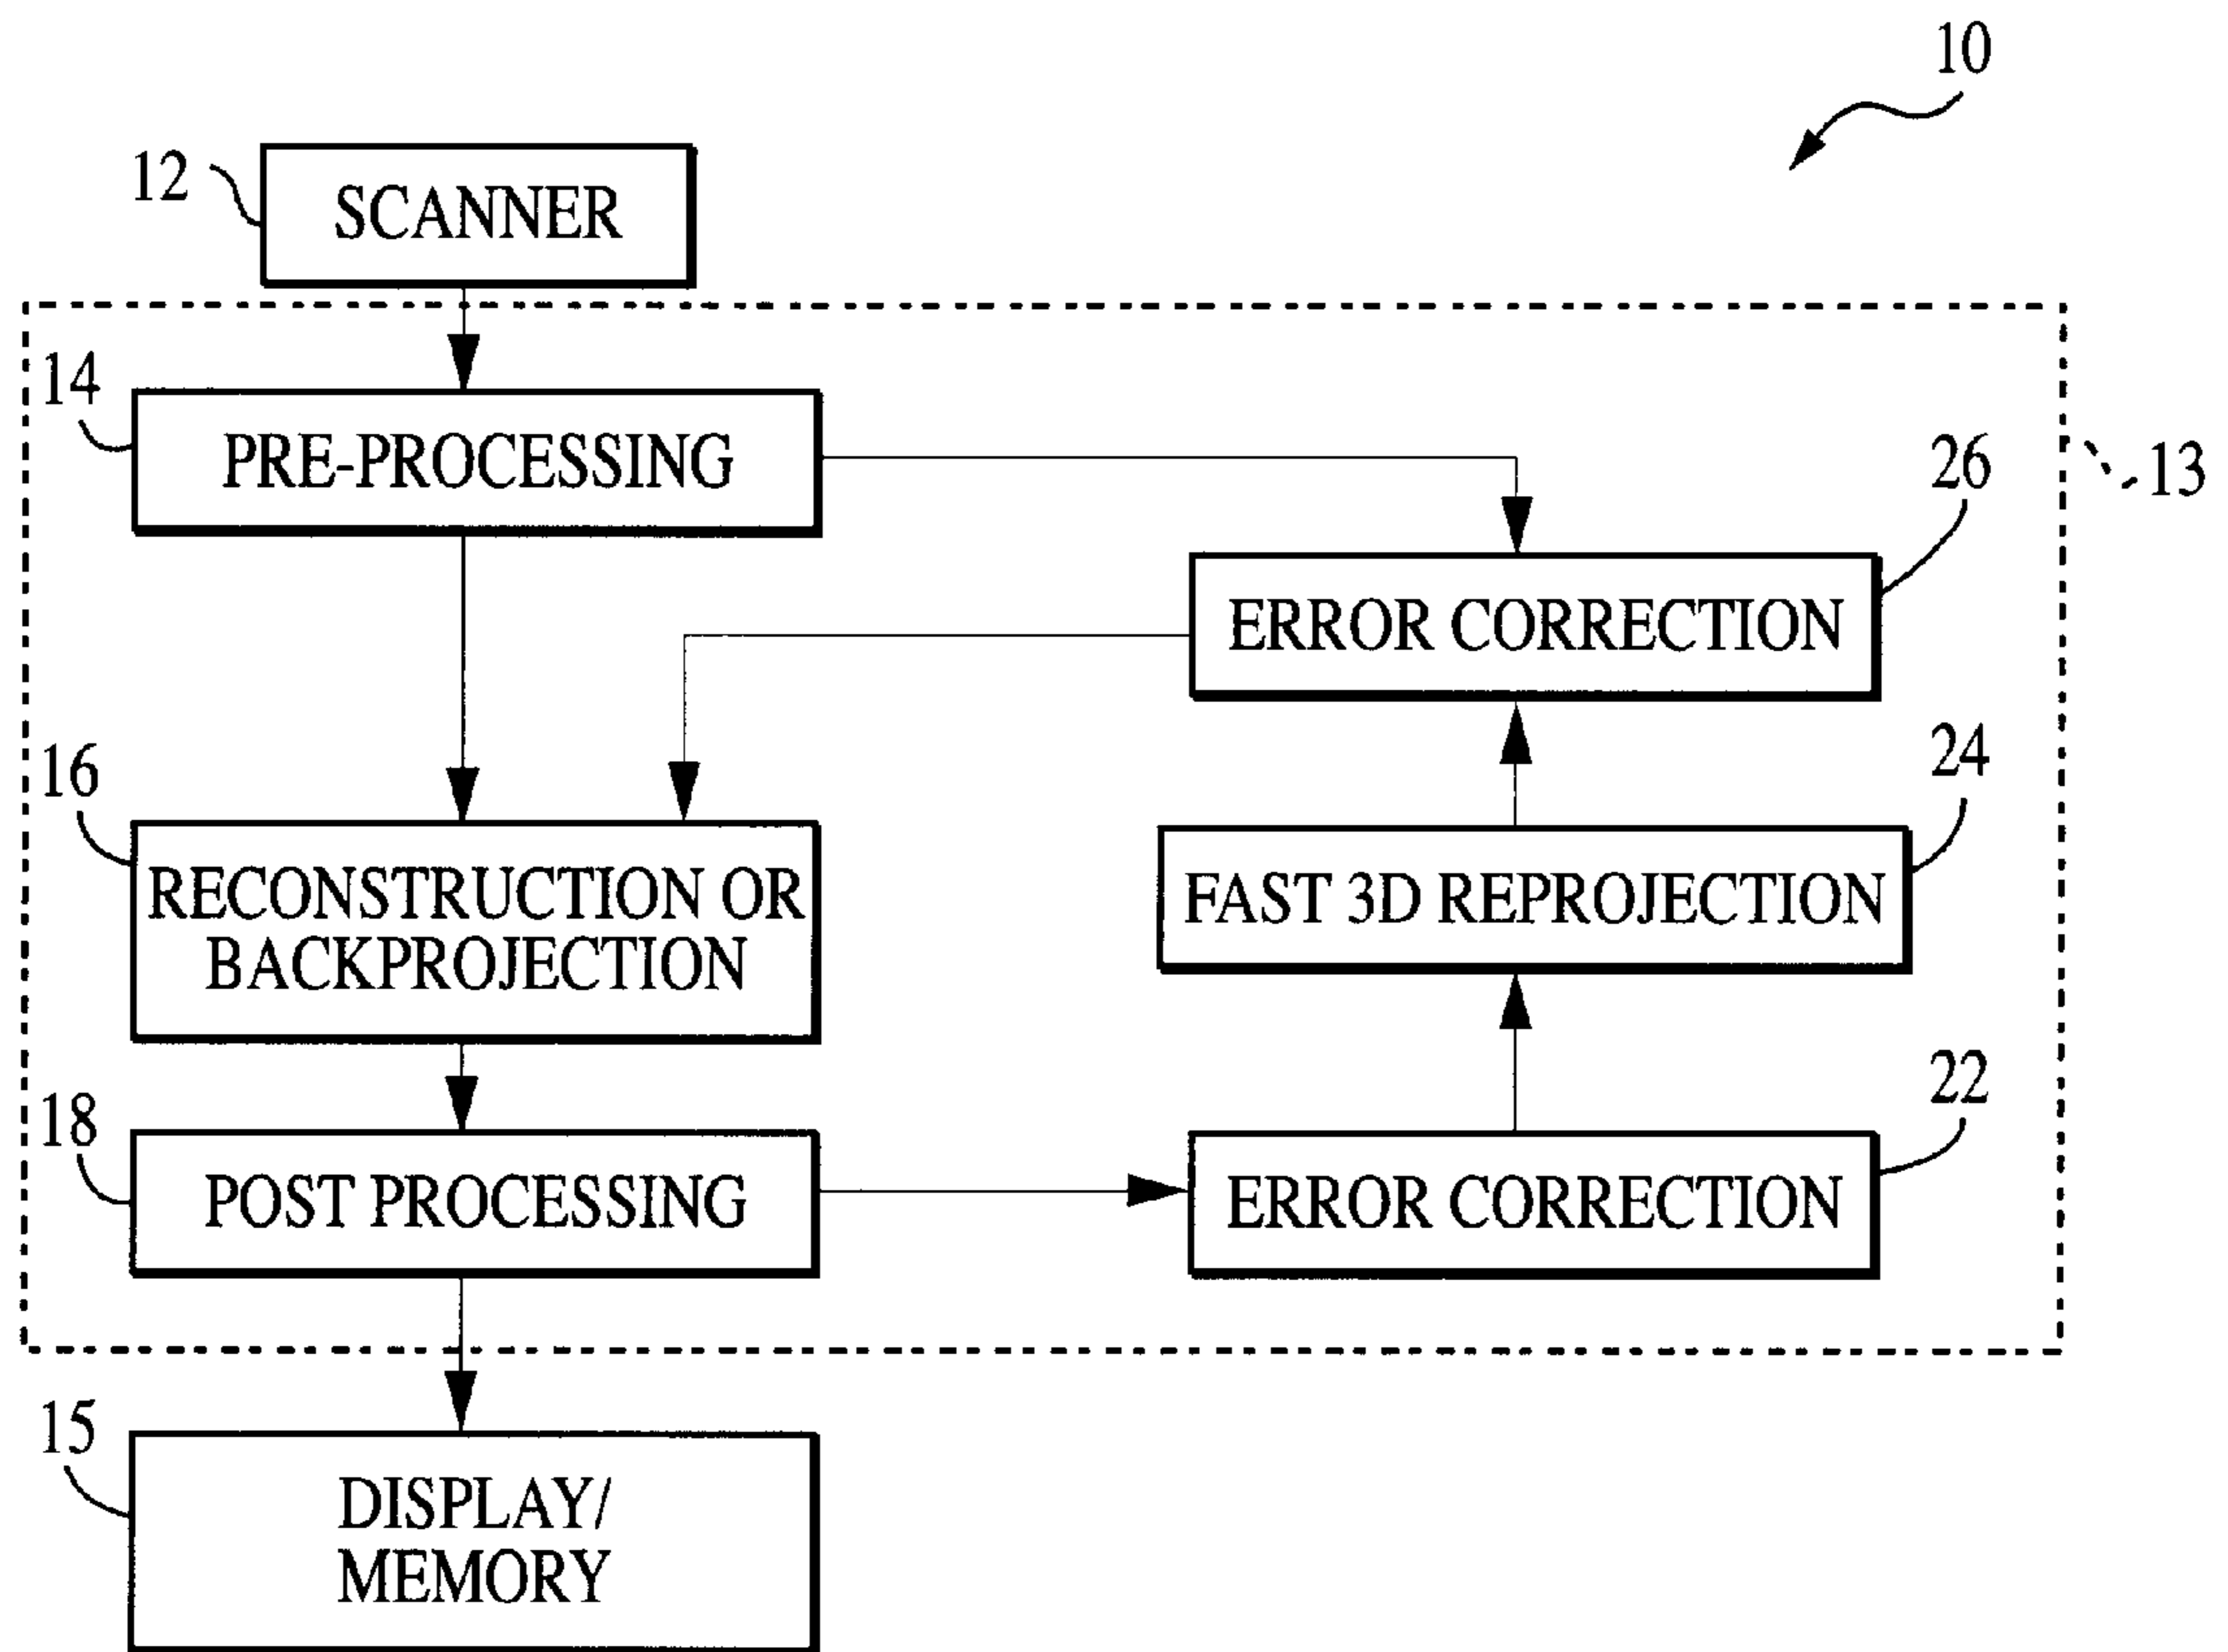 10
12
SCANNER
14
PRE-PROCESSING
26
13
ERROR CORRECTION
16
24
RECONSTRUCTION OR
BACKPROJECTION
FAST 3D REPROJECTION
18
22
POST PROCESSING
ERROR CORRECTION
15
DISPLAY/
MEMORY